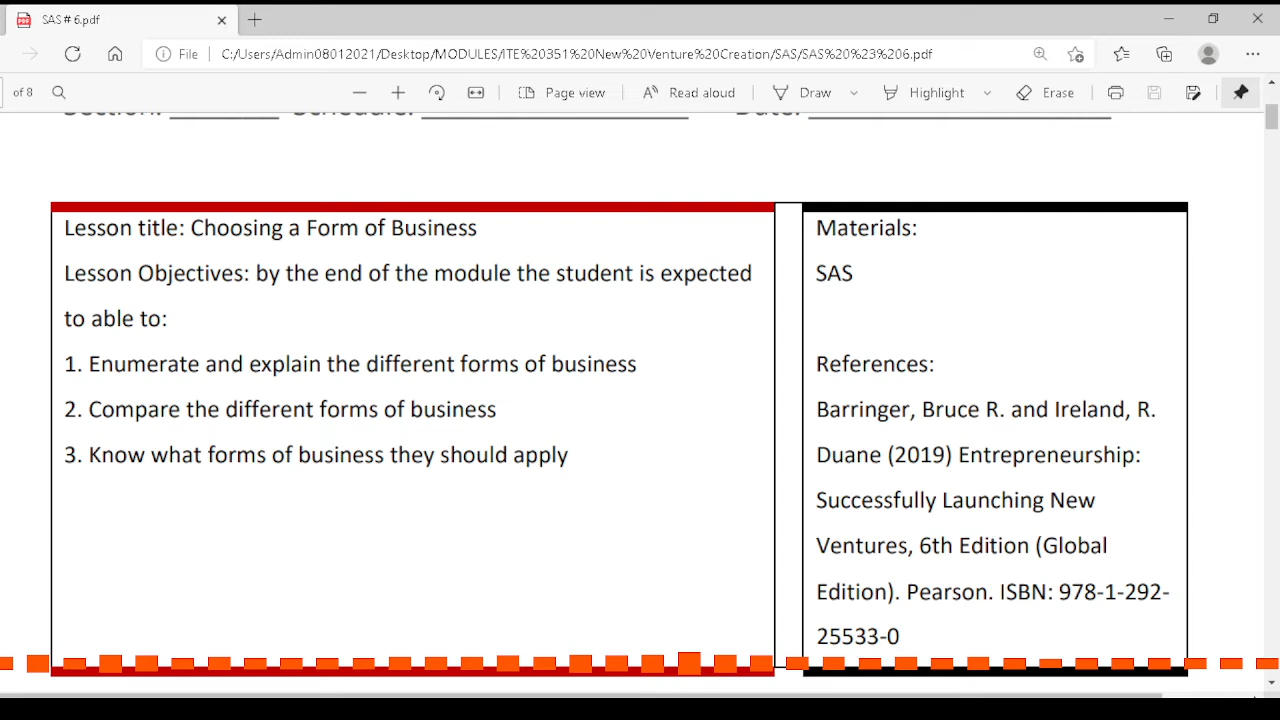 SAS # 6.pdf
File C:/Users/Admin08012021/Desktop/MODULES/ITE%20351%20New%20Venture%20Creation/SAS/SAS%20%23%206.pdf
of 8 Page view Read aloud Draw Highlight Erase
Section: Schedule: Date:
Lesson title: Choosing a Form of Business
Lesson Objectives: by the end of the module the student is expected
to able to:
1. Enumerate and explain the different forms of business
2. Compare the different forms of business
3. Know what forms of business they should apply
Materials:
SAS
References:
Barringer, Bruce R. and Ireland, R.
Duane (2019) Entrepreneurship:
Successfully Launching New
Ventures, 6th Edition (Global
Edition). Pearson. ISBN: 978-1-292-
25533-0